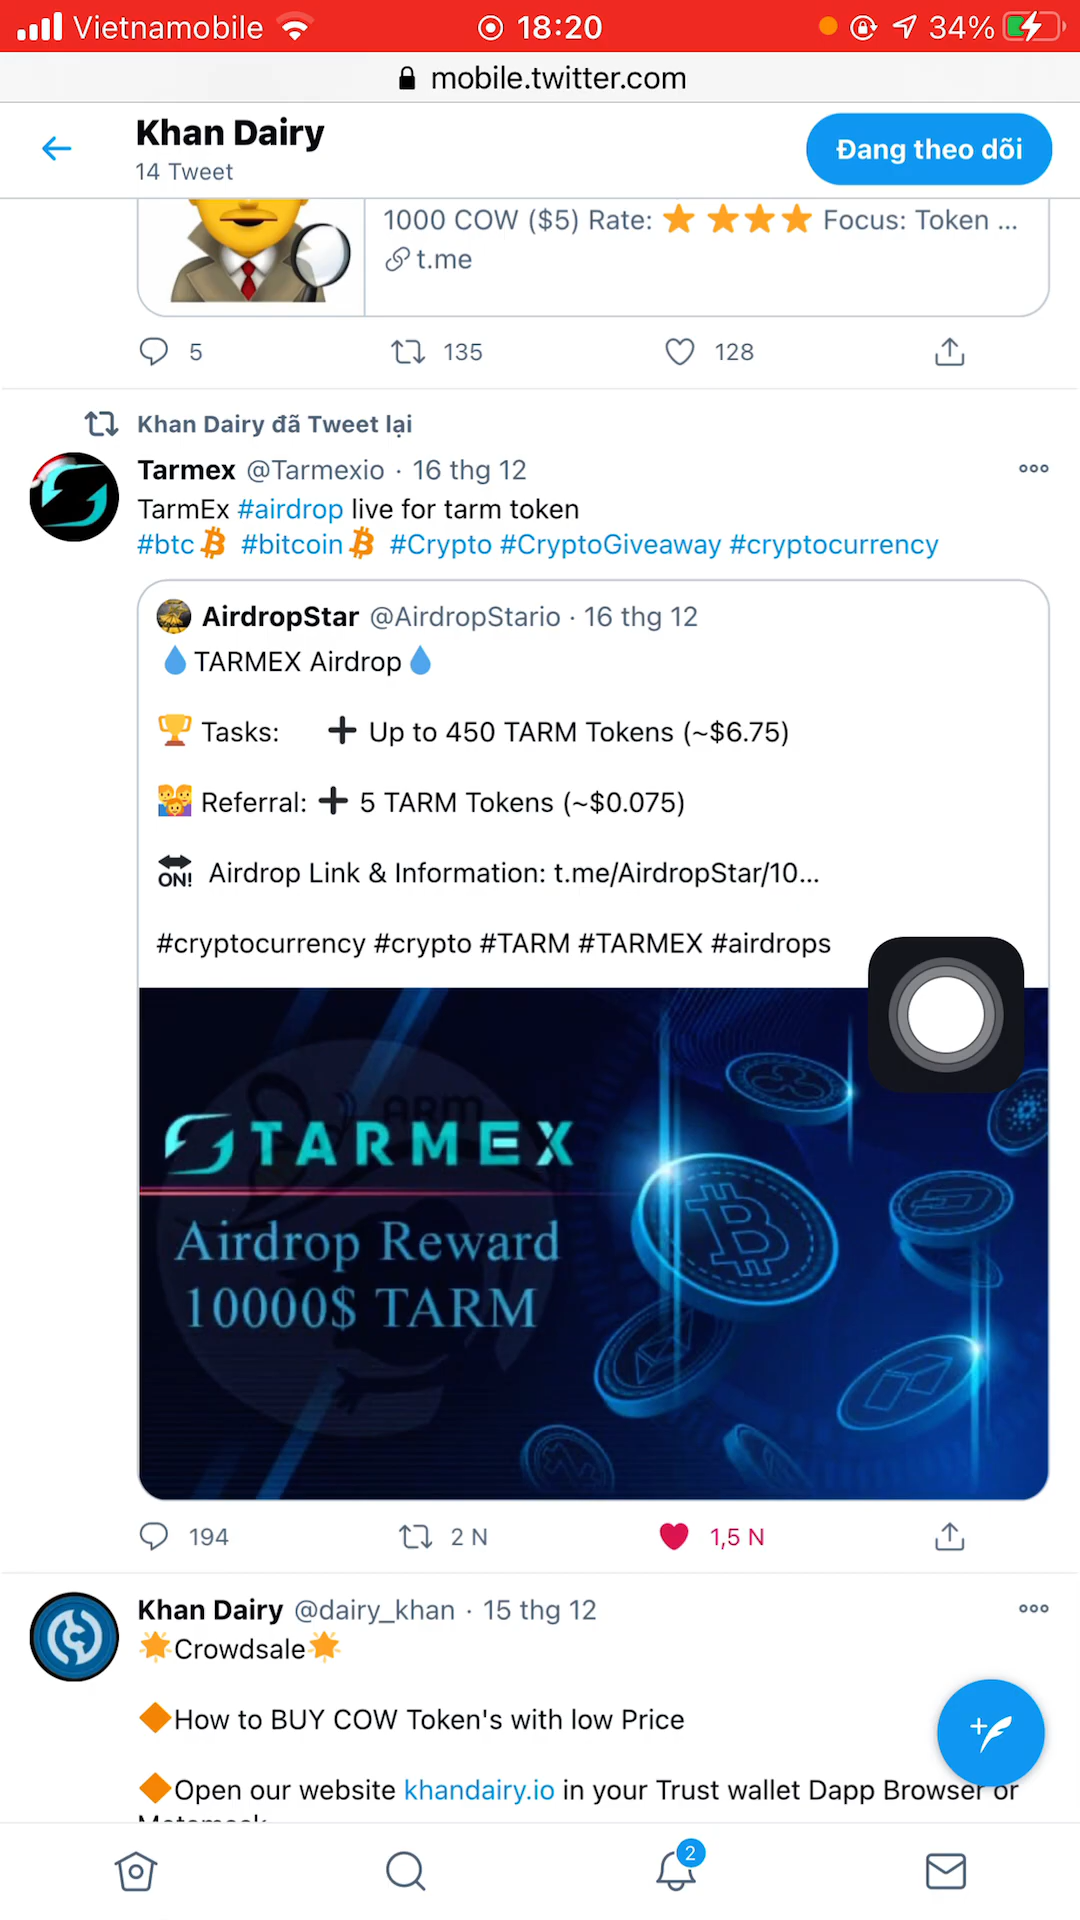 Vietnamobile 18:20 34%
mobile.twitter.com
Khan Dairy
14 Tweet
Đang theo dõi
1000 COW ($5) Rate: ⭐ ⭐⭐⭐ Focus: Token ...
t.me
5 135 128
Khan Dairy đã Tweet lại
Tarmex @Tarmexio · 16 thg 12
TarmEx #airdrop live for tarm token
#btc #bitcoin #Crypto #CryptoGiveaway #cryptocurrency
AirdropStar @AirdropStario · 16 thg 12
💧TARMEX Airdrop💧
🏆 Tasks: ➕ Up to 450 TARM Tokens (~$6.75)
Referral: ➕ 5 TARM Tokens (~$0.075)
🔛 Airdrop Link & Information: t.me/AirdropStar/10...
#cryptocurrency #crypto #TARM #TARMEX #airdrops
ARM
TARMEX
Airdrop Reward
10000$ TARM
194 2 N 1,5 N
Khan Dairy @dairy_khan · 15 thg 12
🌟Crowdsale🌟
🔶How to BUY COW Token's with low Price
🔶Open our website khandairy.io in your Trust wallet Dapp Browser or
2